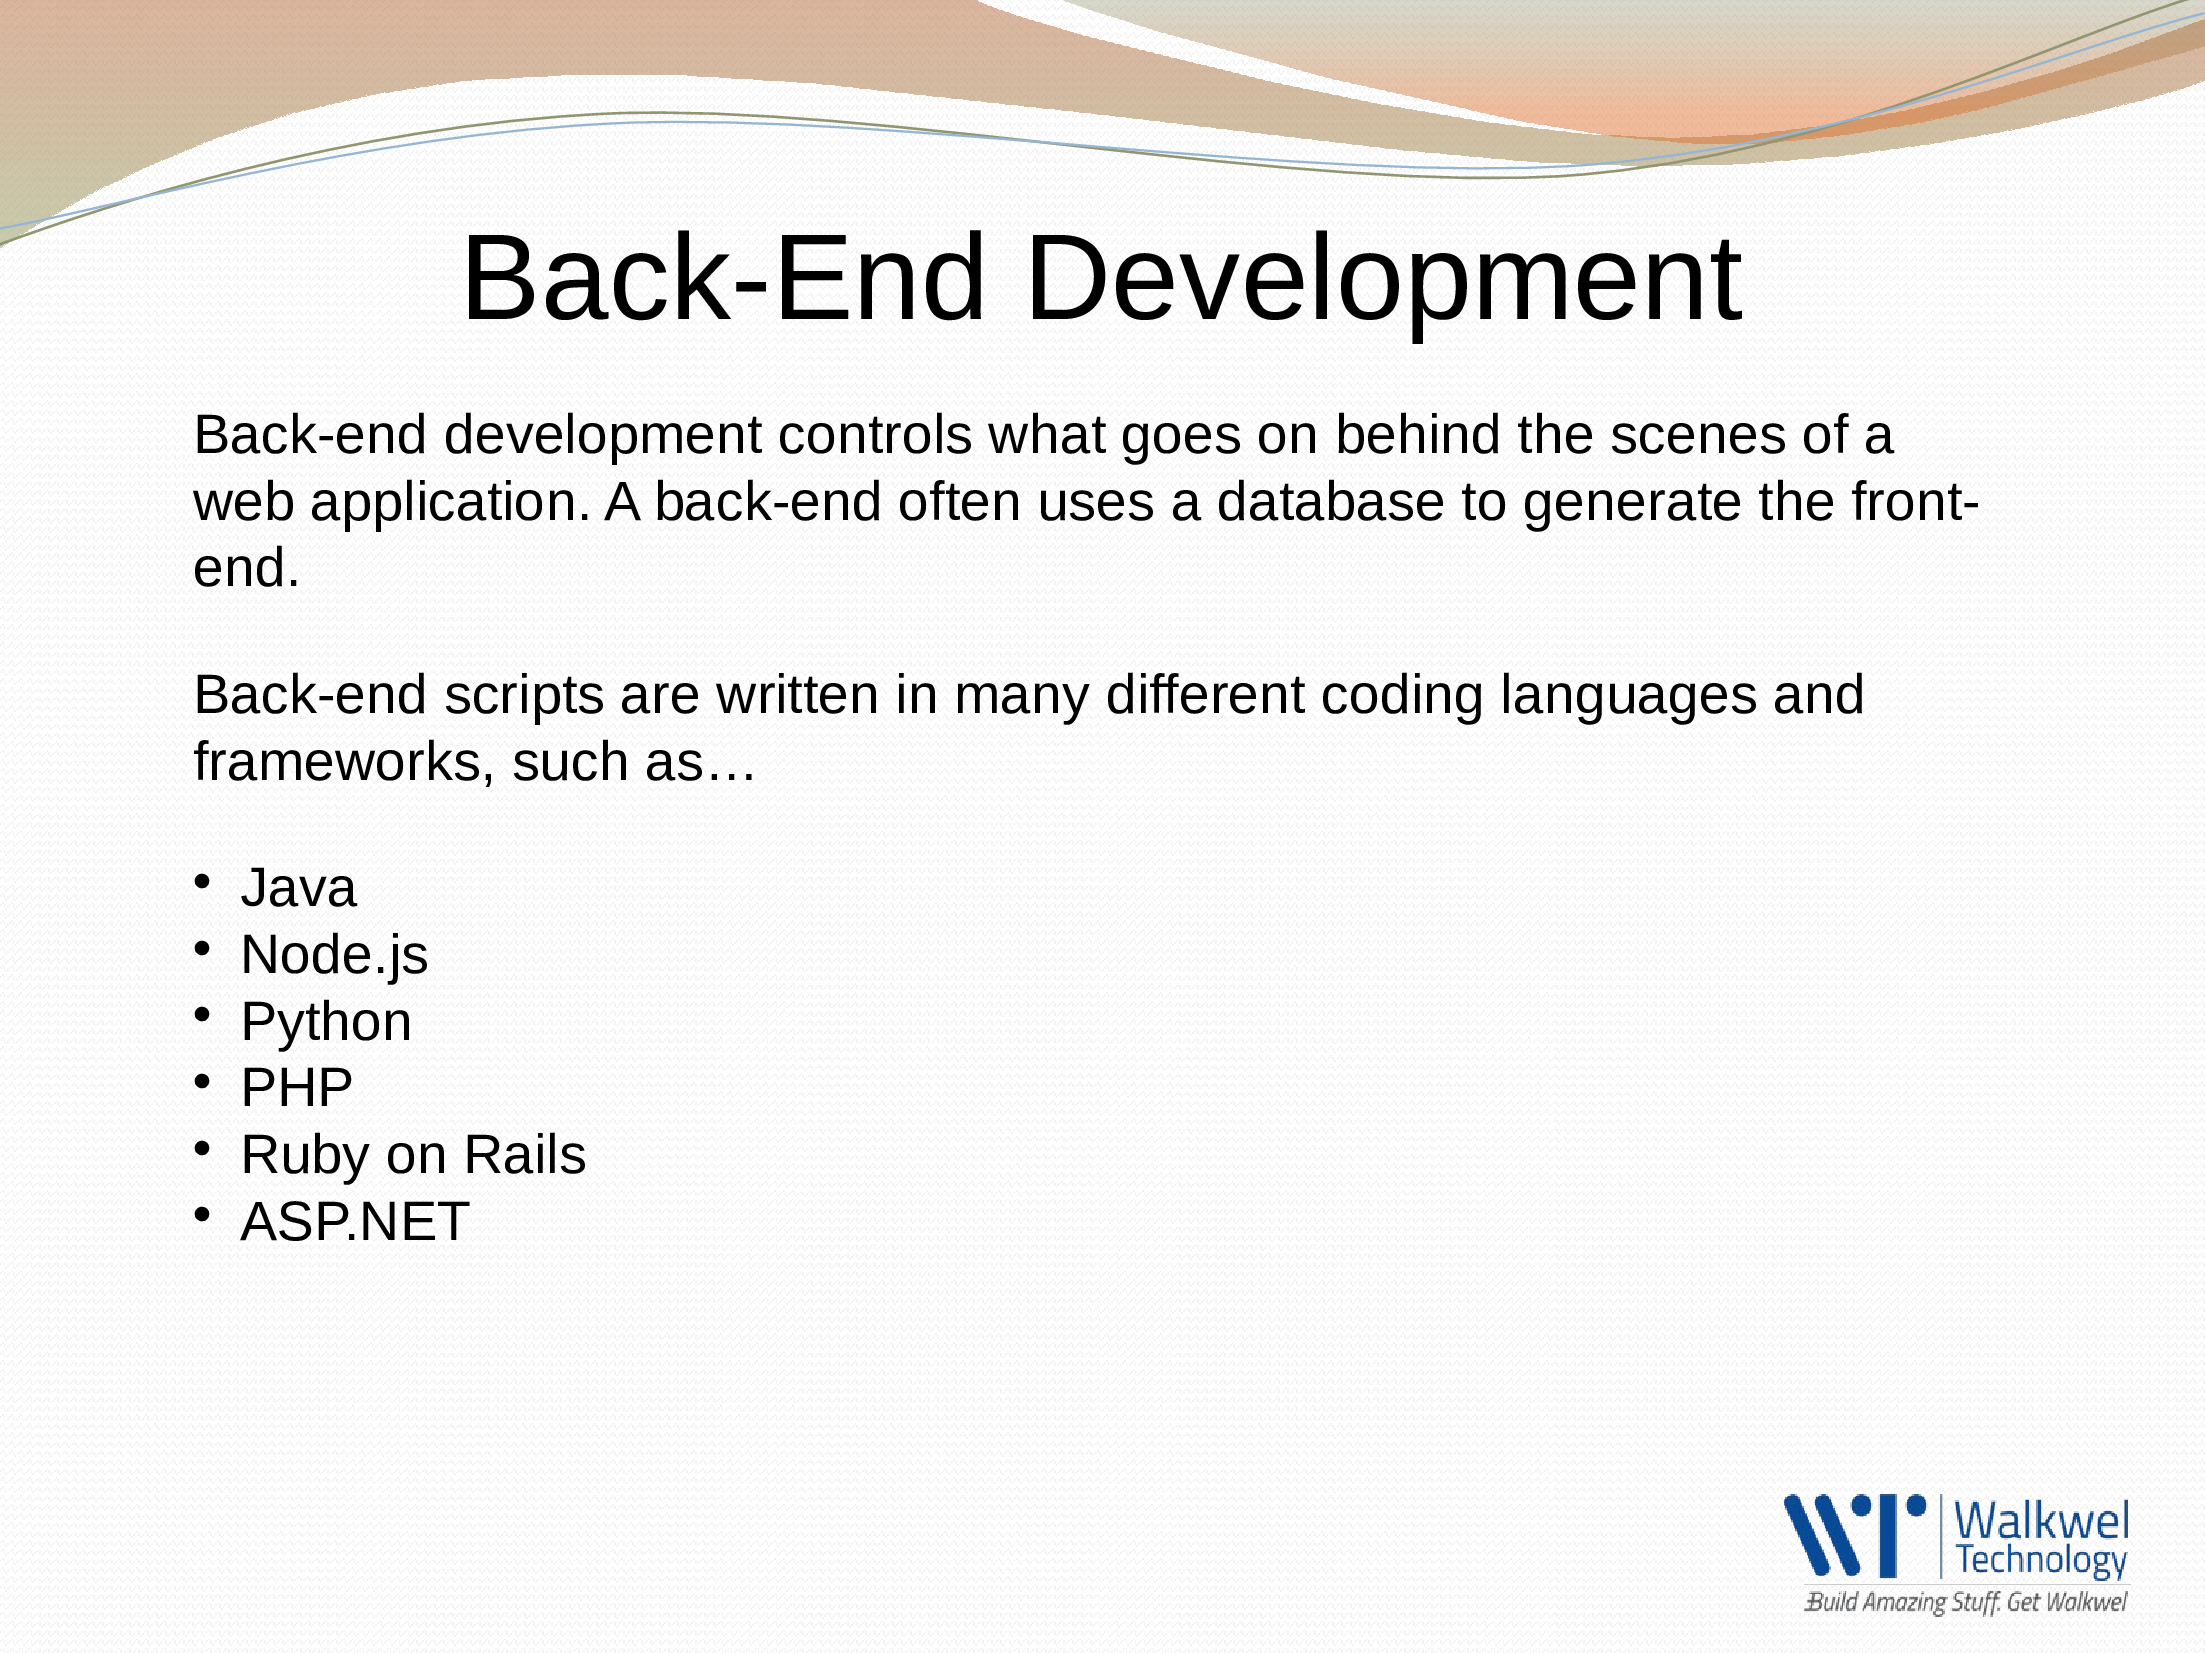 Back-End Development
Back-end development controls what goes on behind the scenes of a
web application. A back-end often uses a database to generate the front-
end.
Back-end scripts are written in many different coding languages and
frameworks, such as…
• Java
• Node.js
• Python
• PHP
• Ruby on Rails
• ASP.NET
WT
Walkwel
Technology
Build Amazing Stuff. Get Walkwel